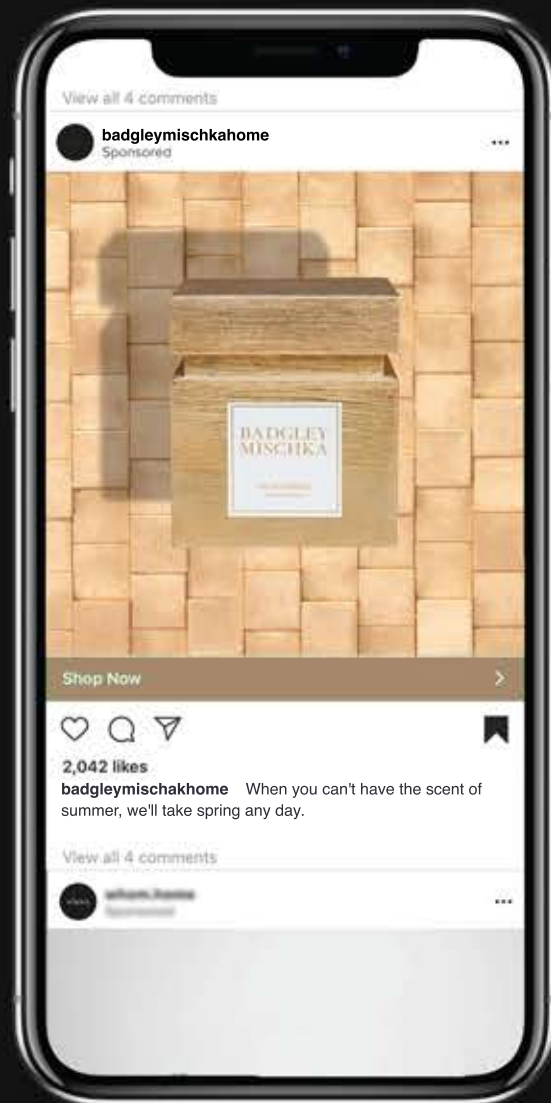 View all 4 comments
badgleymischkahome
Sponsored
BADGLEY
MISCHKA
Shop Now
2,042 likes
badgleymischakhome When you can't have the scent of
summer, we'll take spring any day.
View all 4 comments